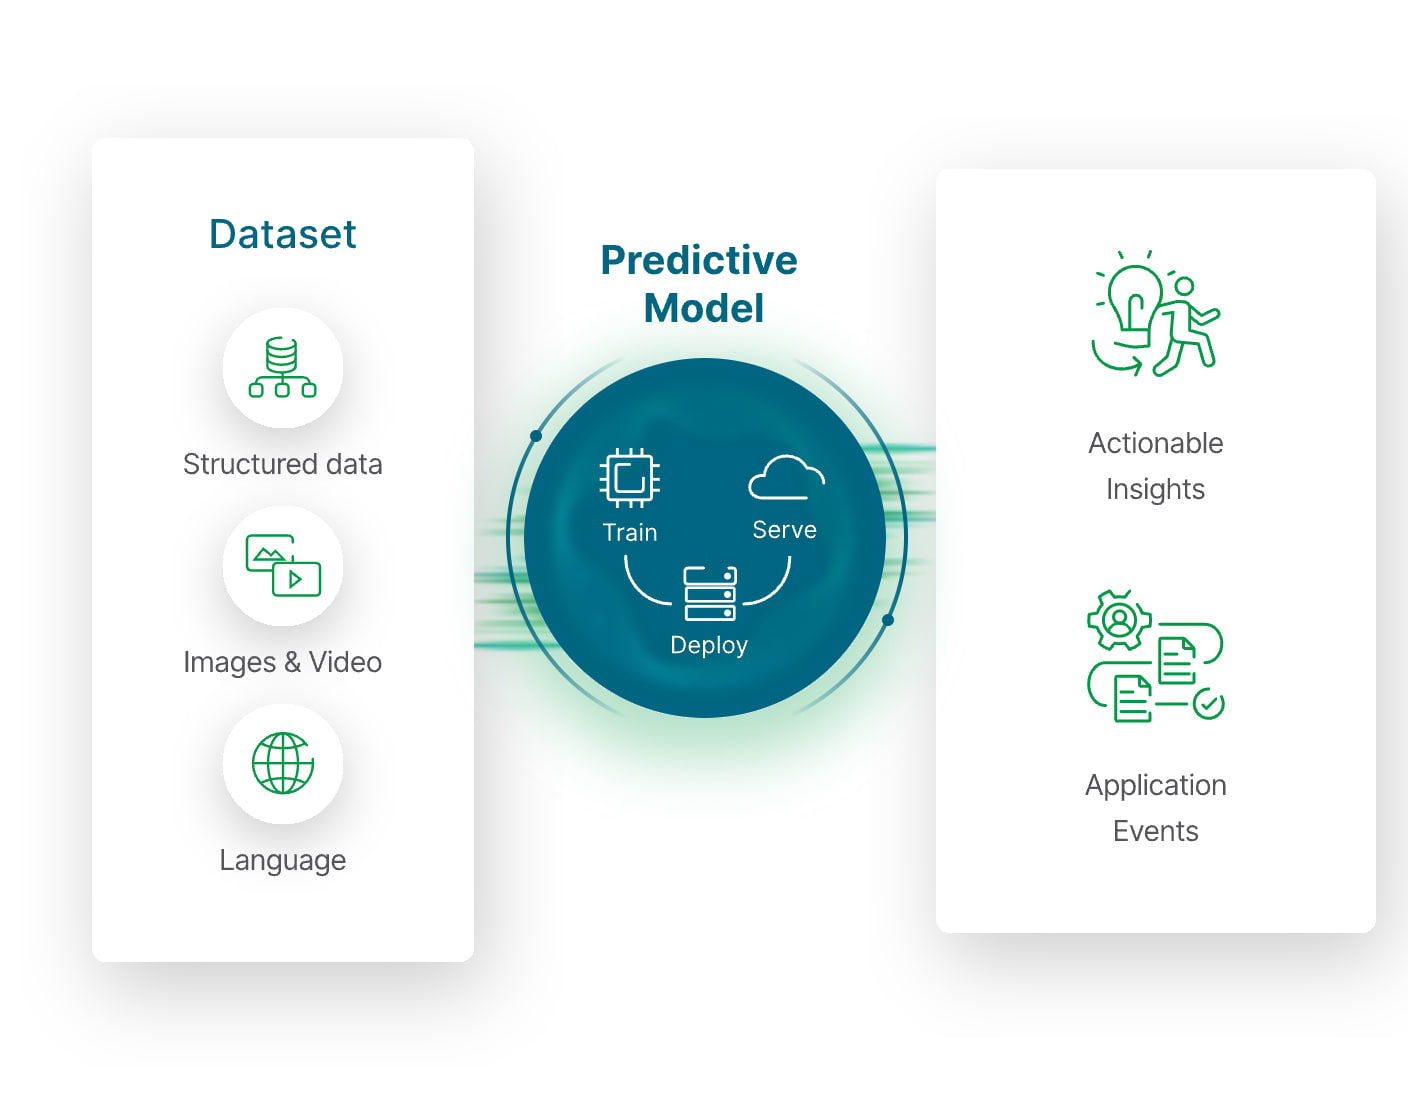 Dataset
Structured data
Images & Video
Language
Predictive
Model
Train
Serve
Deploy
Actionable
Insights
Application
Events